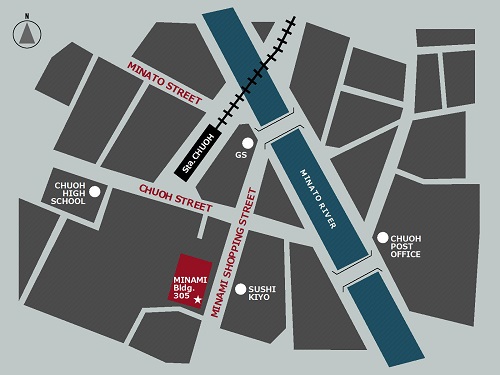 N
MINATO STREET
Sta. CHUOH
GS
CHUOH
HIGH
SCHOOL
CHUOH STREET
MINATO RIVER
MINAMI SHOPPING STREET
CHUOH
POST
OFFICE
MINAMI
Bldg.
305
SUSHI
KIYO